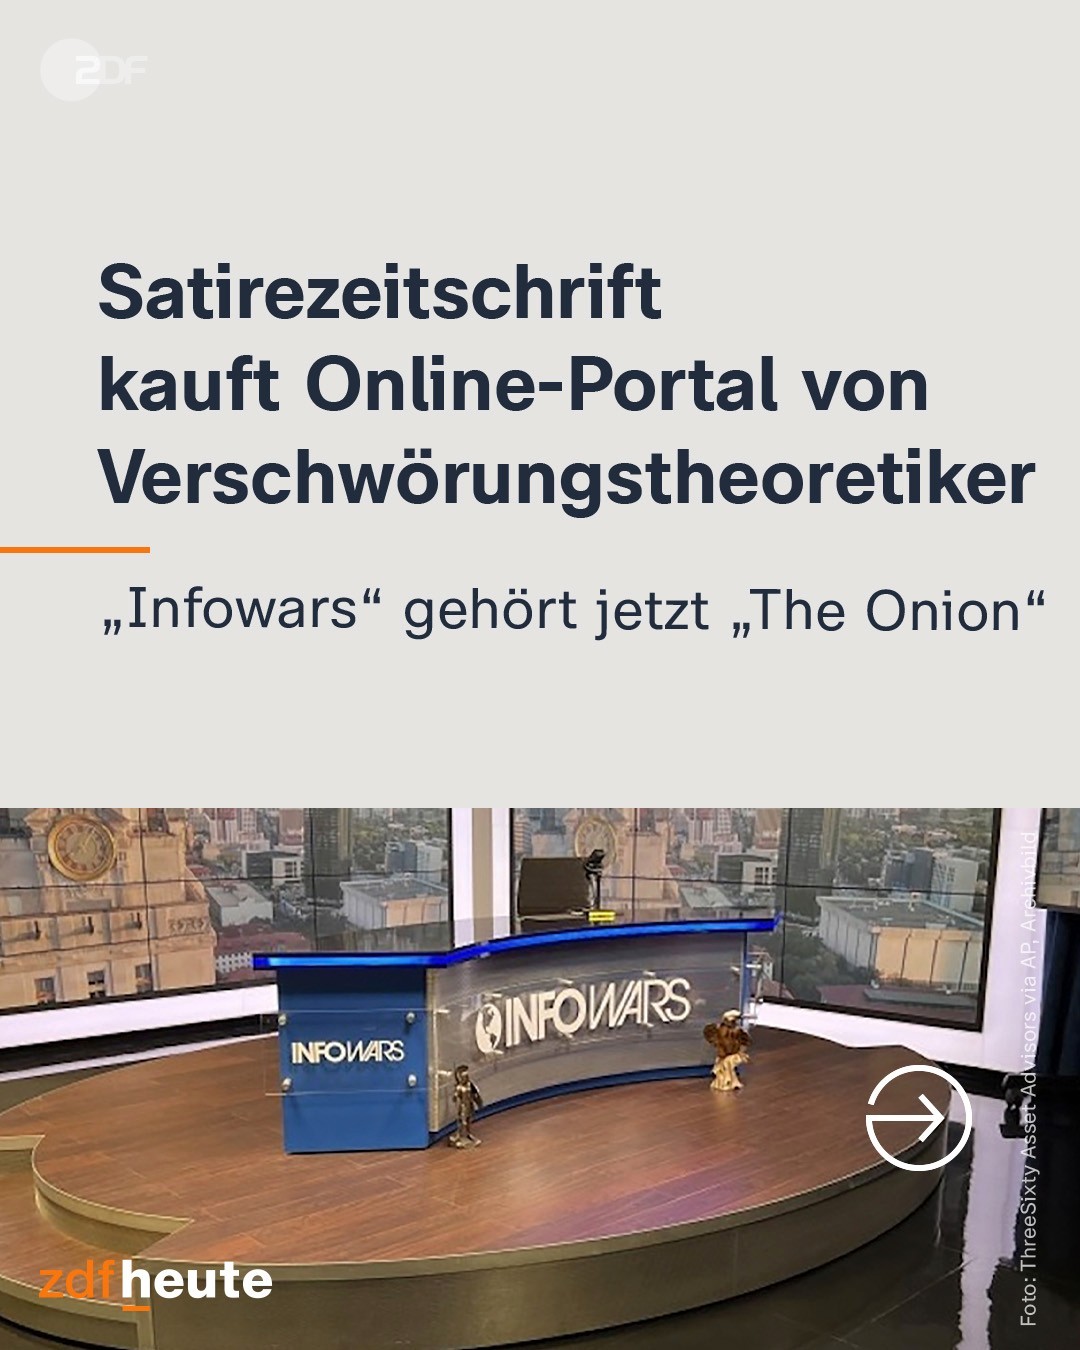 ZDF
Satirezeitschrift
kauft Online-Portal von
Verschwörungstheoretiker
„Infowars“ gehört jetzt „The Onion“
INFOWARS
INFOWARS
zdfheute
Foto: ThreeSixty Asset Advisors via AP, Archivbild